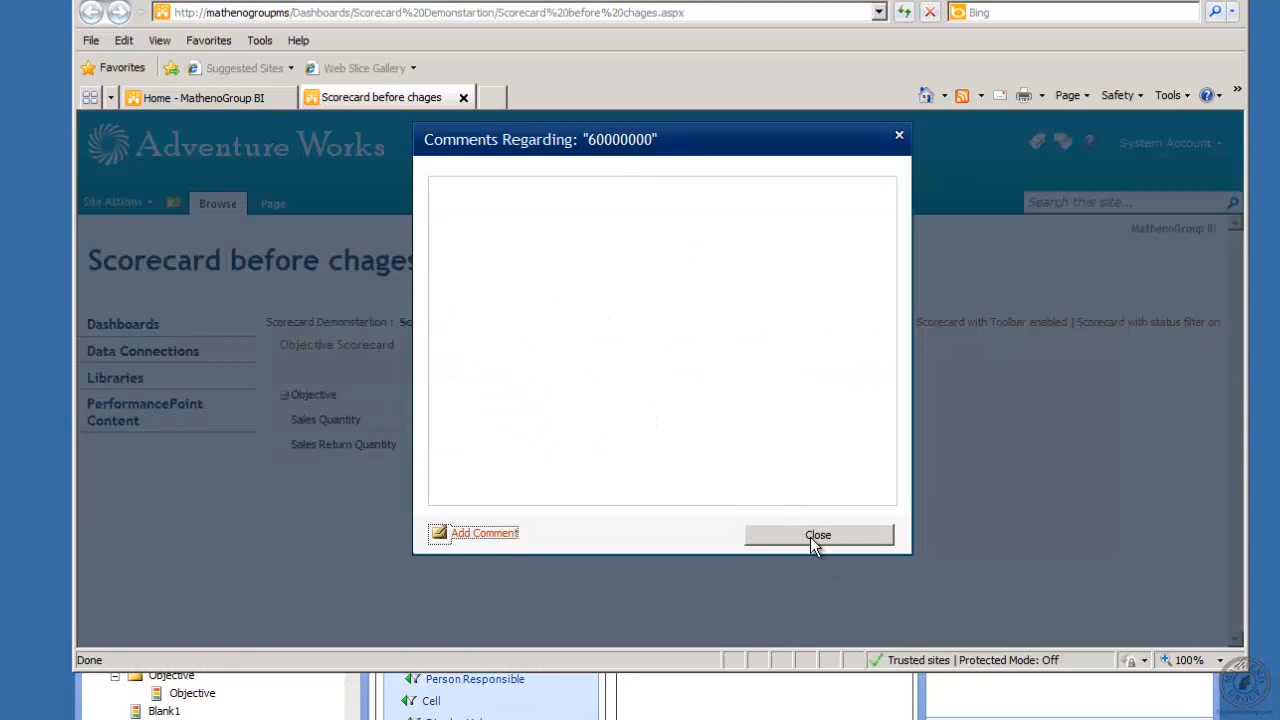 http://mathenogroupms/Dashboards/Scorecard%20Demonstartion/Scorecard%20before%20chages.aspx
Bing
File Edit View Favorites Tools Help
Favorites Suggested Sites Web Slice Gallery
Home - MathenoGroup BI Scorecard before chages Page Safety Tools
Adventure Works
System Account
Site Actions Browse Page
Search this site...
MathenoGroup BI
Scorecard before chages
Comments Regarding: "60000000"
Dashboards
Data Connections
Libraries
PerformancePoint
Content
Scorecard Demonstartion : Sc
Scorecard with Toolbar enabled | Scorecard with status filter on
Objective Scorecard
Objective
Sales Quantity
Sales Return Quantity
Add Comment
Close
Done
Trusted sites | Protected Mode: Off
100%
Objective
Objective
Blank1
Person Responsible
Cell